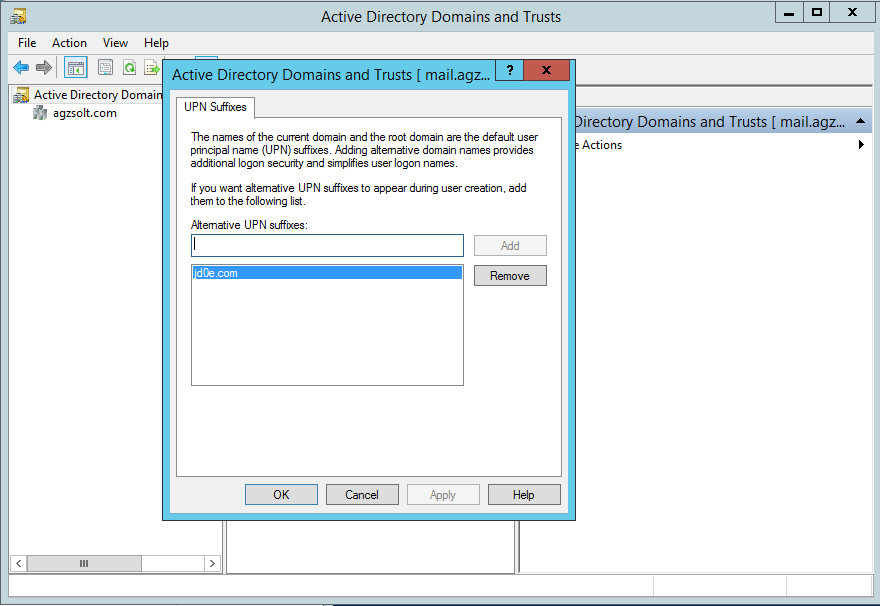 Active Directory Domains and Trusts
File Action View Help
Active Directory Domain
agzsolt.com
Active Directory Domains and Trusts [ mail.agz...
?
UPN Suffixes
The names of the current domain and the root domain are the default user
principal name (UPN) suffixes. Adding alternative domain names provides
additional logon security and simplifies user logon names.
If you want alternative UPN suffixes to appear during user creation, add
them to the following list.
Alternative UPN suffixes:
Add
jd0e.com
Remove
OK Cancel Apply Help
Directory Domains and Trusts [ mail.agz...
e Actions